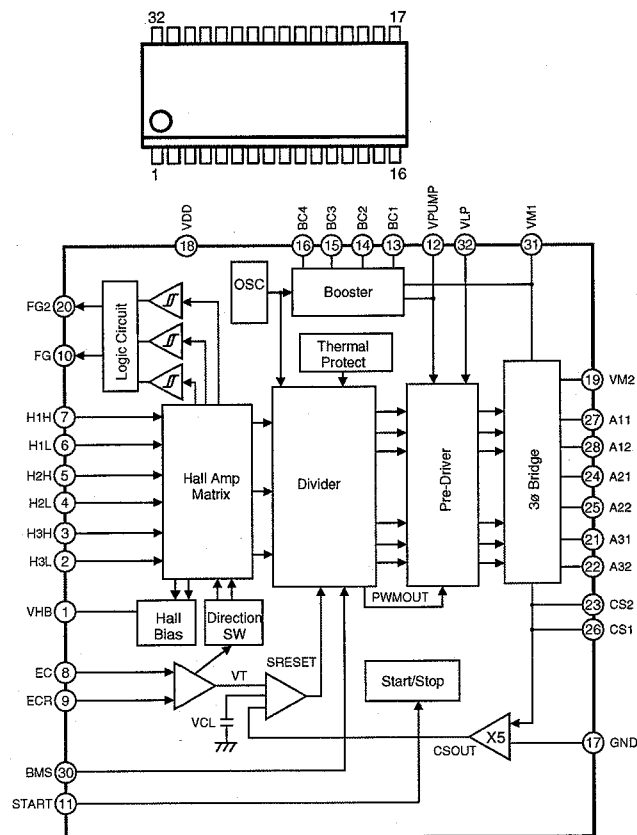 32
17
1
16
VDD
BC4
BC3
BC2
BC1
VPUMP
VLP
VM1
18
16
15
14
13
12
32
31
FG2
20
FG
10
Logic Circuit
OSC
Booster
Thermal
Protect
H1H
7
H1L
6
H2H
5
H2L
4
H3H
3
H3L
2
VHB
1
Hall Amp
Matrix
Divider
Pre-Driver
3ø Bridge
19
VM2
27
A11
28
A12
24
A21
25
A22
21
A31
22
A32
23
CS2
26
CS1
Hall
Bias
Direction
SW
PWMOUT
EC
8
ECR
9
VT
SRESET
VCL
Start/Stop
CSOUT
X5
17
GND
BMS
30
START
11